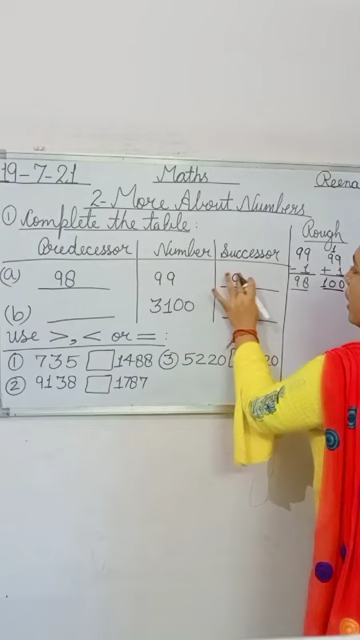 19-7-21 Maths Reena
2-More About Numbers
① Complete the table:
Predecessor Number Successor
(a) 98 99
(b) 3100
Rough
99 99
- 1 + 1
98 100
Use >, < or =:
① 735 1488 ③ 5220
② 9138 1787